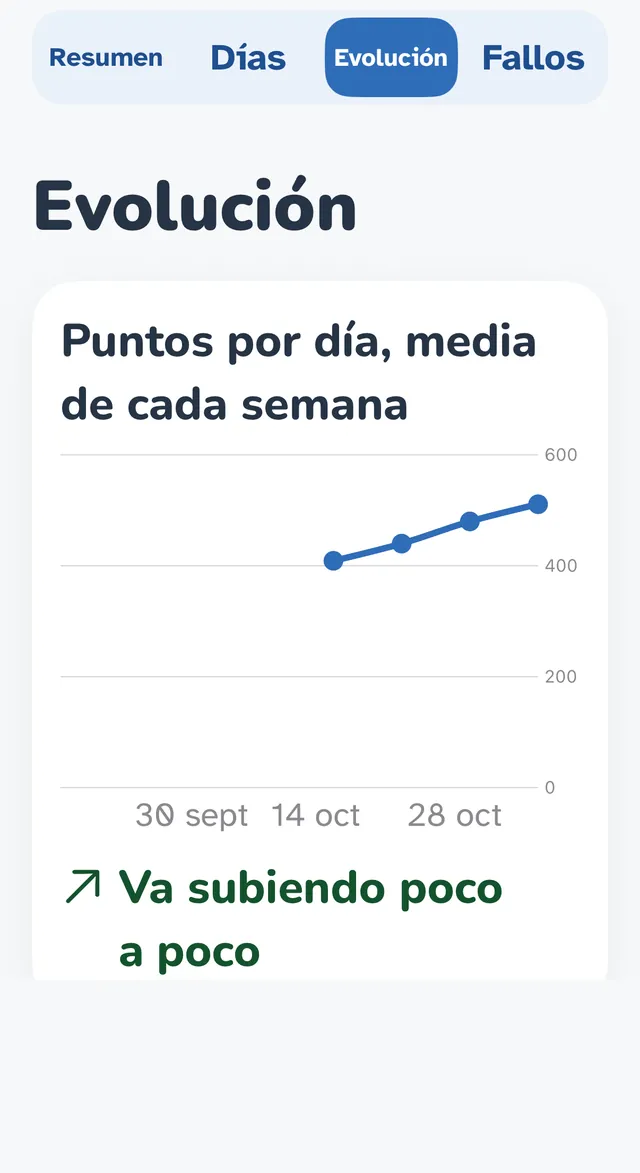 Resumen Días Evolución Fallos
Evolución
Puntos por día, media
de cada semana
600
400
200
0
30 sept 14 oct 28 oct
Va subiendo poco
a poco